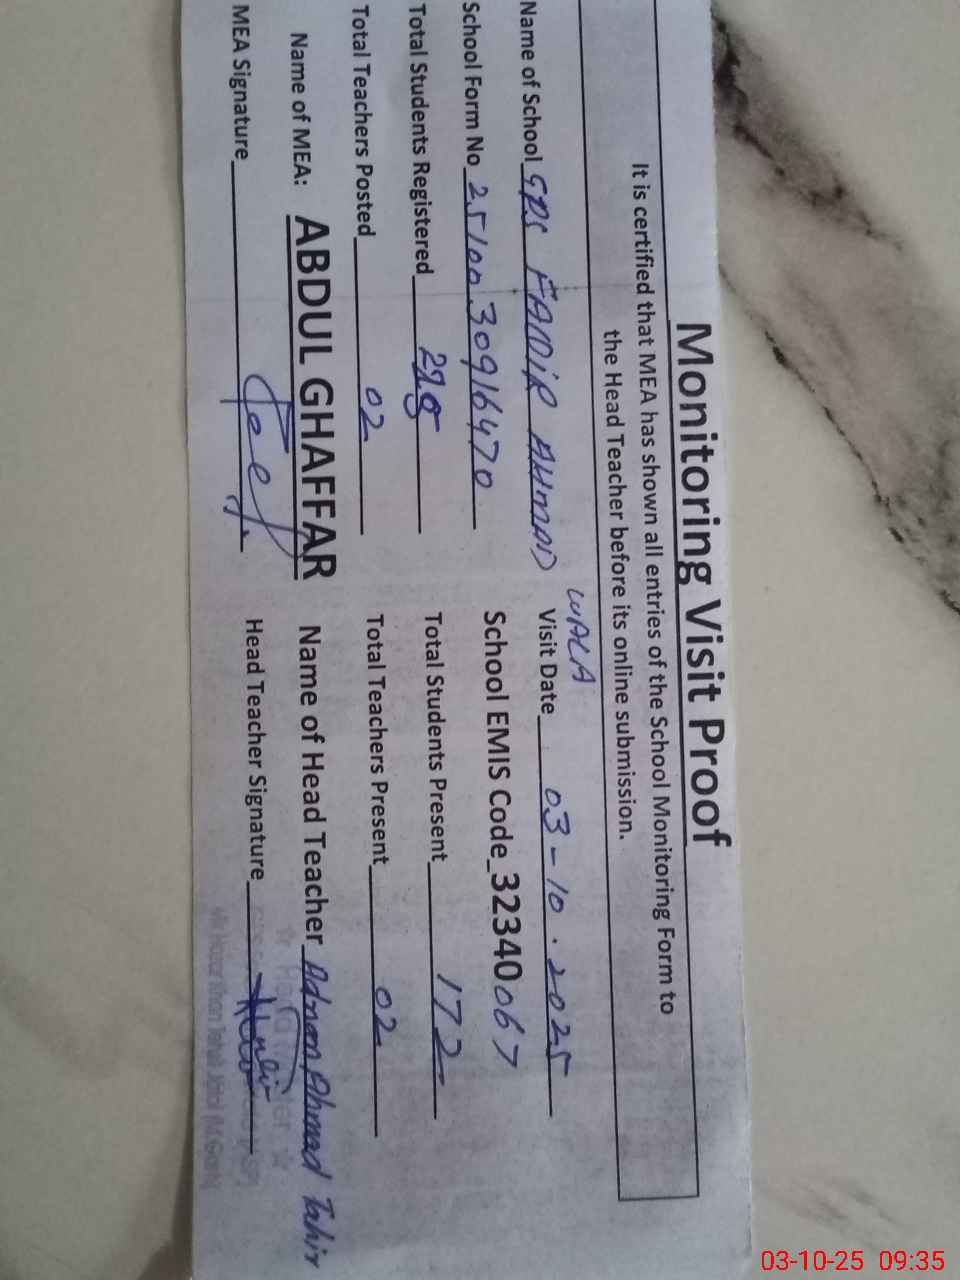 Monitoring Visit Proof
It is certified that MEA has shown all entries of the School Monitoring Form to
the Head Teacher before its online submission.
Name of School GPS FAQIR AHMAD WALA Visit Date 03-10.2025
School Form No 2510030916470 School EMIS Code 32340067
Total Students Registered 228 Total Students Present 172
Total Teachers Posted 02 Total Teachers Present 02
Name of MEA: ABDUL GHAFFAR Name of Head Teacher Adnan Ahmad Tahir
MEA Signature Head Teacher Signature
03-10-25 09:35